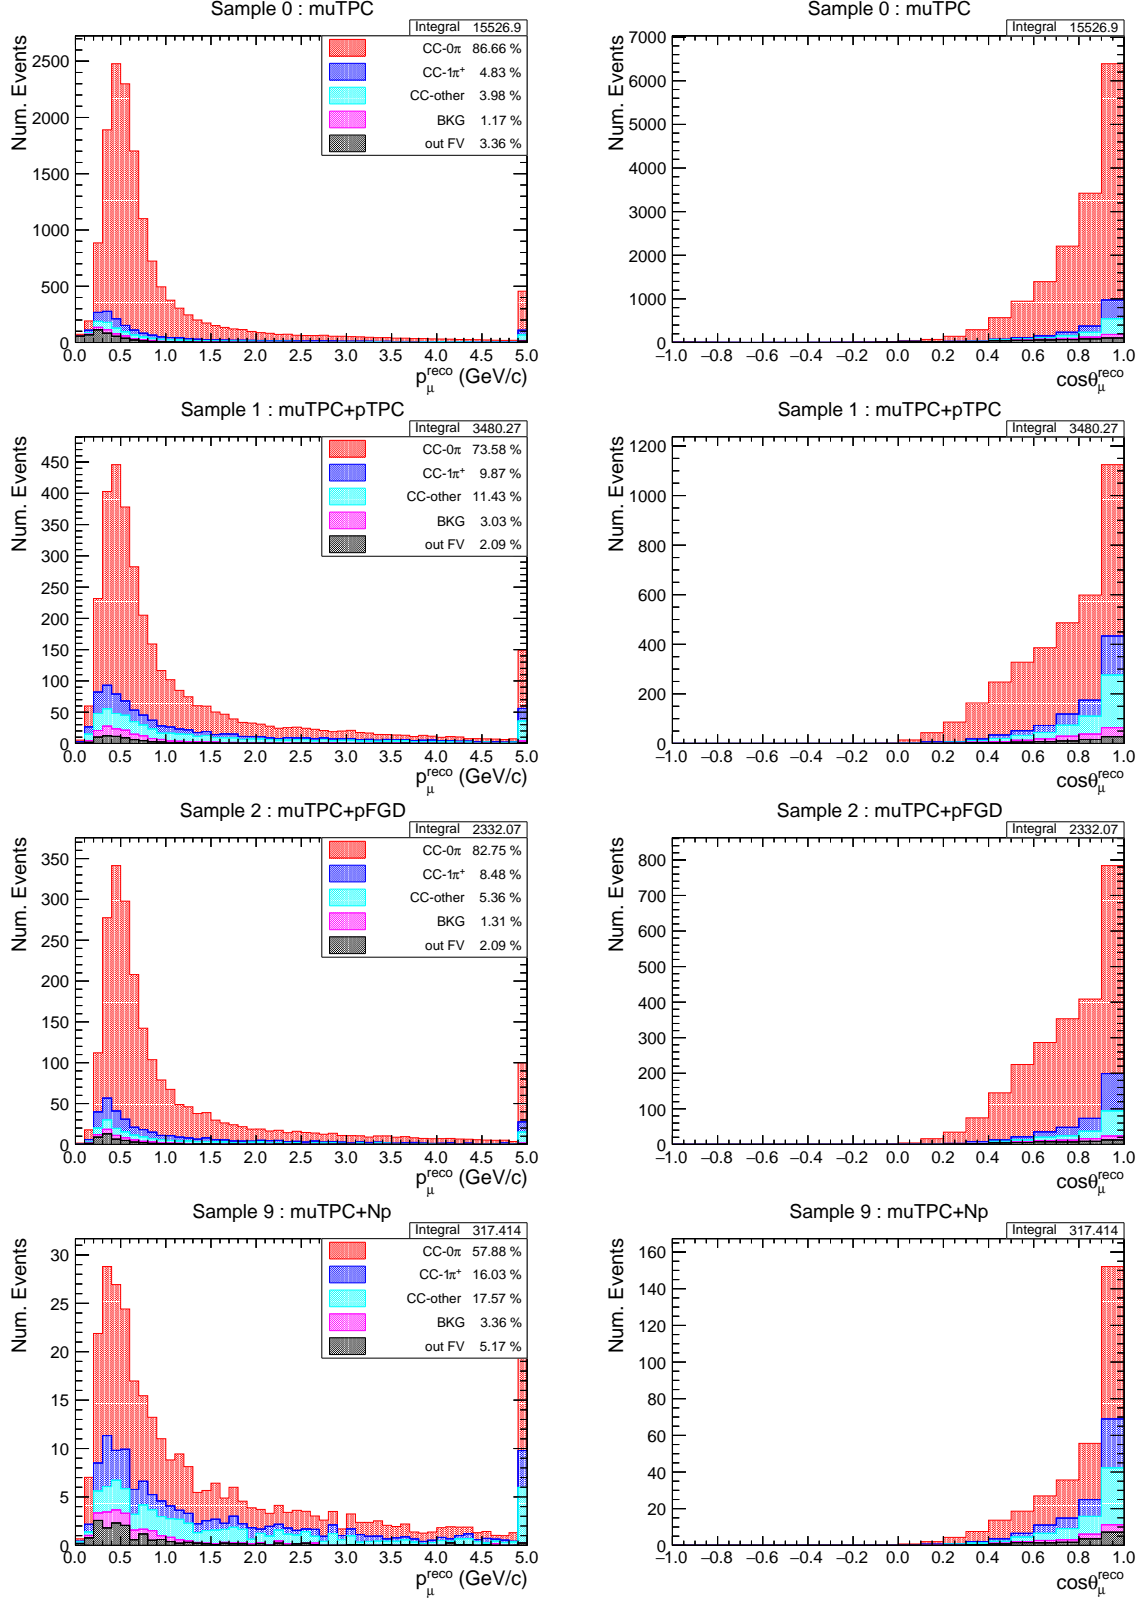 Sample 0 : muTPC
Integral 15526.9
CC-0π 86.66 %
CC-1π⁺ 4.83 %
CC-other 3.98 %
BKG 1.17 %
out FV 3.36 %
Num. Events
2500
2000
1500
1000
500
0
0.0 0.5 1.0 1.5 2.0 2.5 3.0 3.5 4.0 4.5 5.0
p_μ^reco (GeV/c)
Sample 0 : muTPC
Integral 15526.9
Num. Events
7000
6000
5000
4000
3000
2000
1000
0
−1.0 −0.8 −0.6 −0.4 −0.2 0.0 0.2 0.4 0.6 0.8 1.0
cosθ_μ^reco
Sample 1 : muTPC+pTPC
Integral 3480.27
CC-0π 73.58 %
CC-1π⁺ 9.87 %
CC-other 11.43 %
BKG 3.03 %
out FV 2.09 %
Num. Events
450
400
350
300
250
200
150
100
50
0
0.0 0.5 1.0 1.5 2.0 2.5 3.0 3.5 4.0 4.5 5.0
p_μ^reco (GeV/c)
Sample 1 : muTPC+pTPC
Integral 3480.27
Num. Events
1200
1000
800
600
400
200
0
−1.0 −0.8 −0.6 −0.4 −0.2 0.0 0.2 0.4 0.6 0.8 1.0
cosθ_μ^reco
Sample 2 : muTPC+pFGD
Integral 2332.07
CC-0π 82.75 %
CC-1π⁺ 8.48 %
CC-other 5.36 %
BKG 1.31 %
out FV 2.09 %
Num. Events
350
300
250
200
150
100
50
0
0.0 0.5 1.0 1.5 2.0 2.5 3.0 3.5 4.0 4.5 5.0
p_μ^reco (GeV/c)
Sample 2 : muTPC+pFGD
Integral 2332.07
Num. Events
800
700
600
500
400
300
200
100
0
−1.0 −0.8 −0.6 −0.4 −0.2 0.0 0.2 0.4 0.6 0.8 1.0
cosθ_μ^reco
Sample 9 : muTPC+Np
Integral 317.414
CC-0π 57.88 %
CC-1π⁺ 16.03 %
CC-other 17.57 %
BKG 3.36 %
out FV 5.17 %
Num. Events
30
25
20
15
10
5
0
0.0 0.5 1.0 1.5 2.0 2.5 3.0 3.5 4.0 4.5 5.0
p_μ^reco (GeV/c)
Sample 9 : muTPC+Np
Integral 317.414
Num. Events
160
140
120
100
80
60
40
20
0
−1.0 −0.8 −0.6 −0.4 −0.2 0.0 0.2 0.4 0.6 0.8 1.0
cosθ_μ^reco